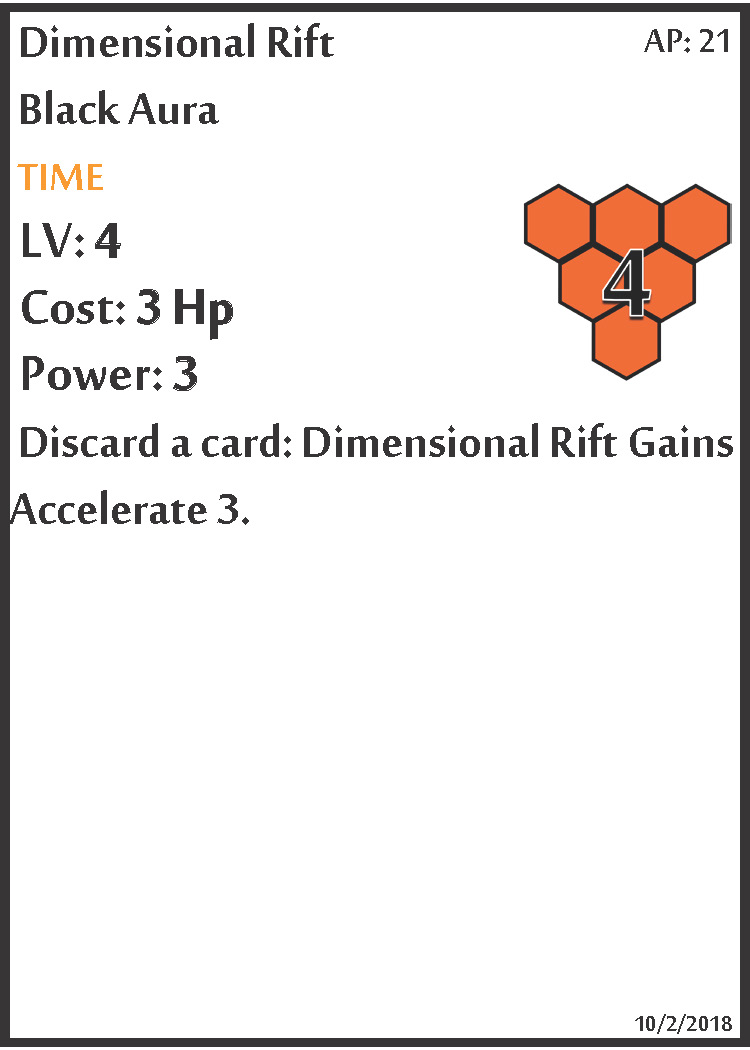 Dimensional Rift
AP: 21
Black Aura
TIME
LV: 4
4
Cost: 3 Hp
Power: 3
Discard a card: Dimensional Rift Gains
Accelerate 3.
10/2/2018